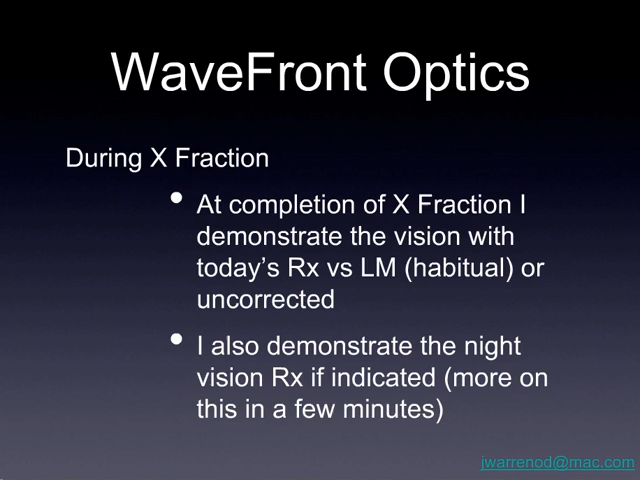 WaveFront Optics
During X Fraction
• At completion of X Fraction I
demonstrate the vision with
today's Rx vs LM (habitual) or
uncorrected
• I also demonstrate the night
vision Rx if indicated (more on
this in a few minutes)
jwarrenod@mac.com